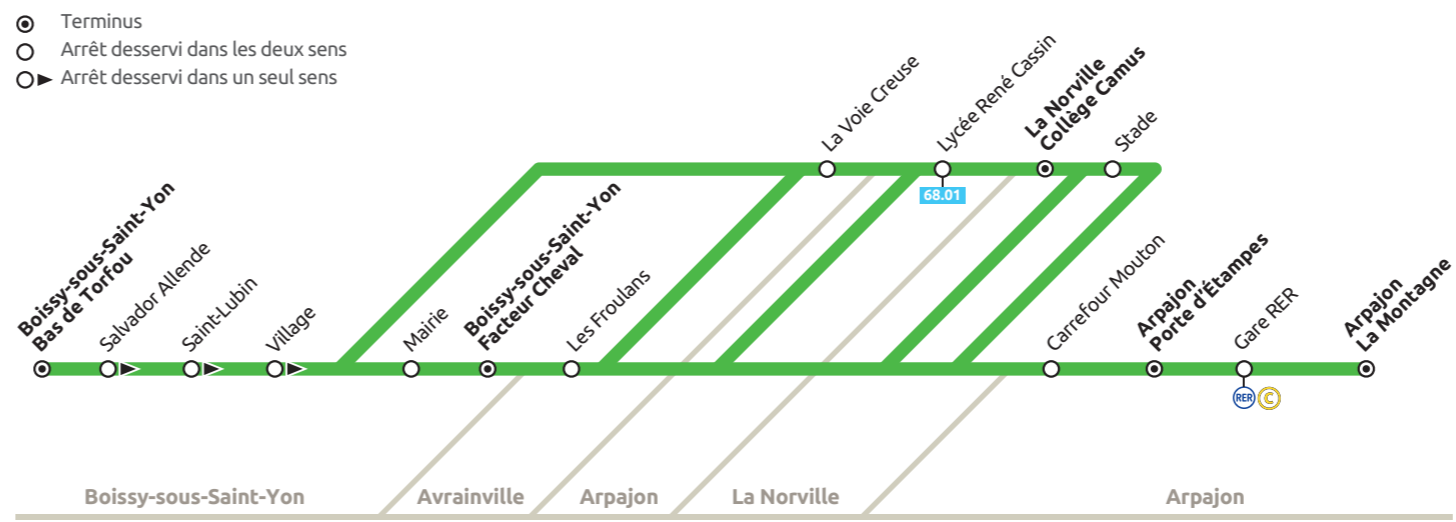 Terminus
Arrêt desservi dans les deux sens
Arrêt desservi dans un seul sens
Boissy-sous-Saint-Yon
Bas de Torfou
Salvador Allende
Saint-Lubin
Village
Mairie
Boissy-sous-Saint-Yon
Facteur Cheval
Les Froulans
La Voie Creuse
Lycée René Cassin
68.01
La Norville
Collège Camus
Stade
Carrefour Mouton
Arpajon
Porte d'Étampes
Gare RER
RER C
Arpajon
La Montagne
Boissy-sous-Saint-Yon
Avrainville
Arpajon
La Norville
Arpajon